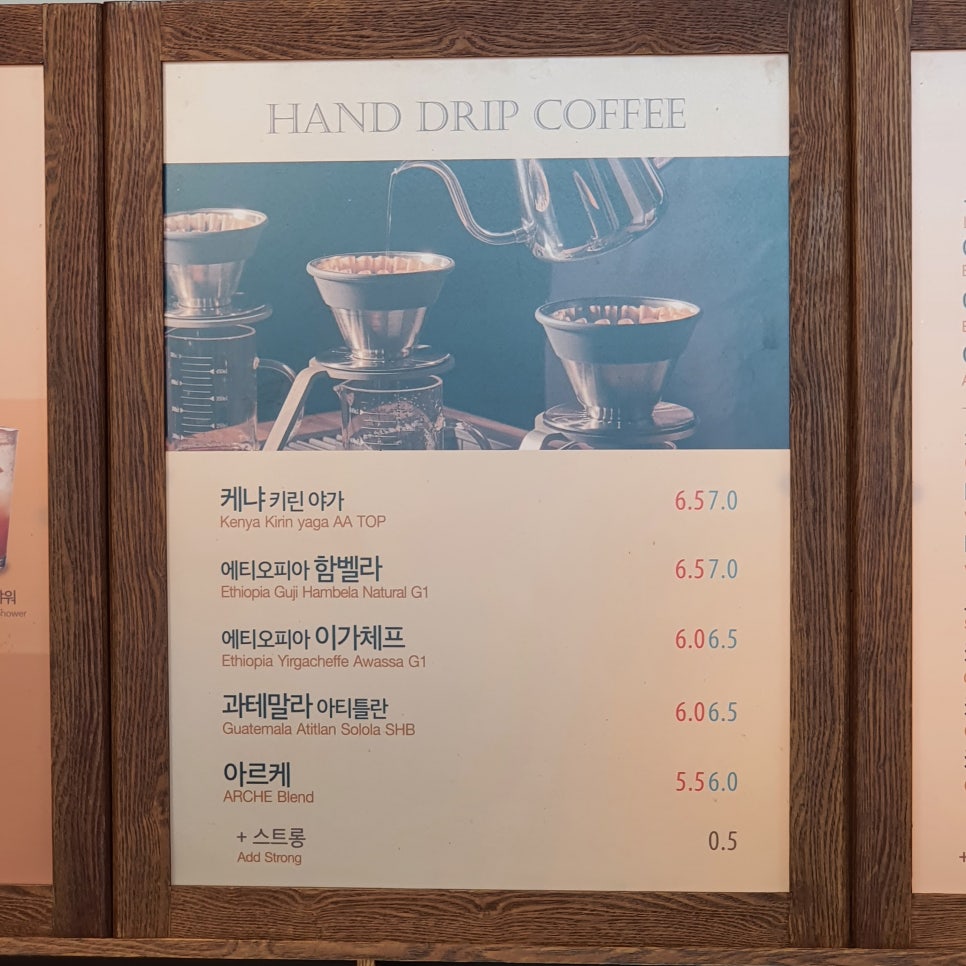 HAND DRIP COFFEE
케냐 키린 야가 6.5 7.0
Kenya Kirin yaga AA TOP
에티오피아 함벨라 6.5 7.0
Ethiopia Guji Hambela Natural G1
에티오피아 이가체프 6.0 6.5
Ethiopia Yirgacheffe Awassa G1
과테말라 아티틀란 6.0 6.5
Guatemala Atitlan Solola SHB
아르케 5.5 6.0
ARCHE Blend
+ 스트롱 0.5
Add Strong